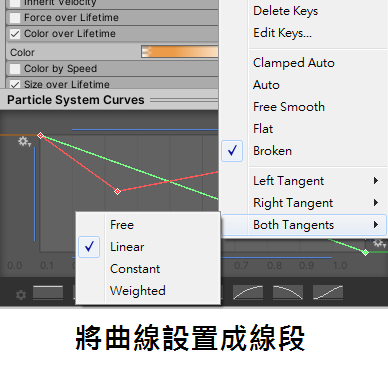 Inherit Velocity
Force over Lifetime
Color over Lifetime
Color
Color by Speed
Size over Lifetime
Particle System Curves
Delete Keys
Edit Keys...
Clamped Auto
Auto
Free Smooth
Flat
Broken
Left Tangent
Right Tangent
Both Tangents
Free
Linear
Constant
Weighted
0.0 0.1 0.7 0.8 0.9 1.0
將曲線設置成線段